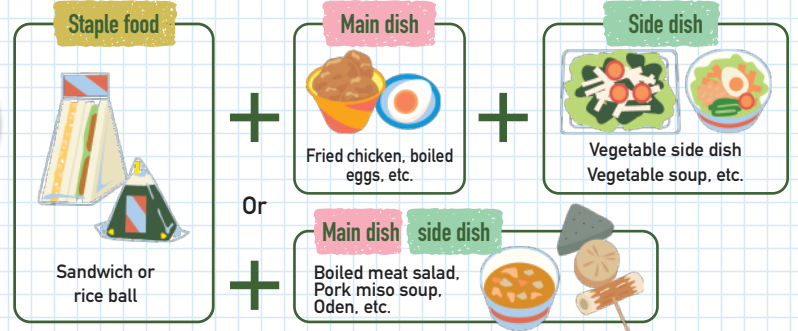 Staple food
Sandwich or
rice ball
+
Main dish
Fried chicken, boiled
eggs, etc.
+
Side dish
Vegetable side dish
Vegetable soup, etc.
Or
+
Main dish side dish
Boiled meat salad,
Pork miso soup,
Oden, etc.